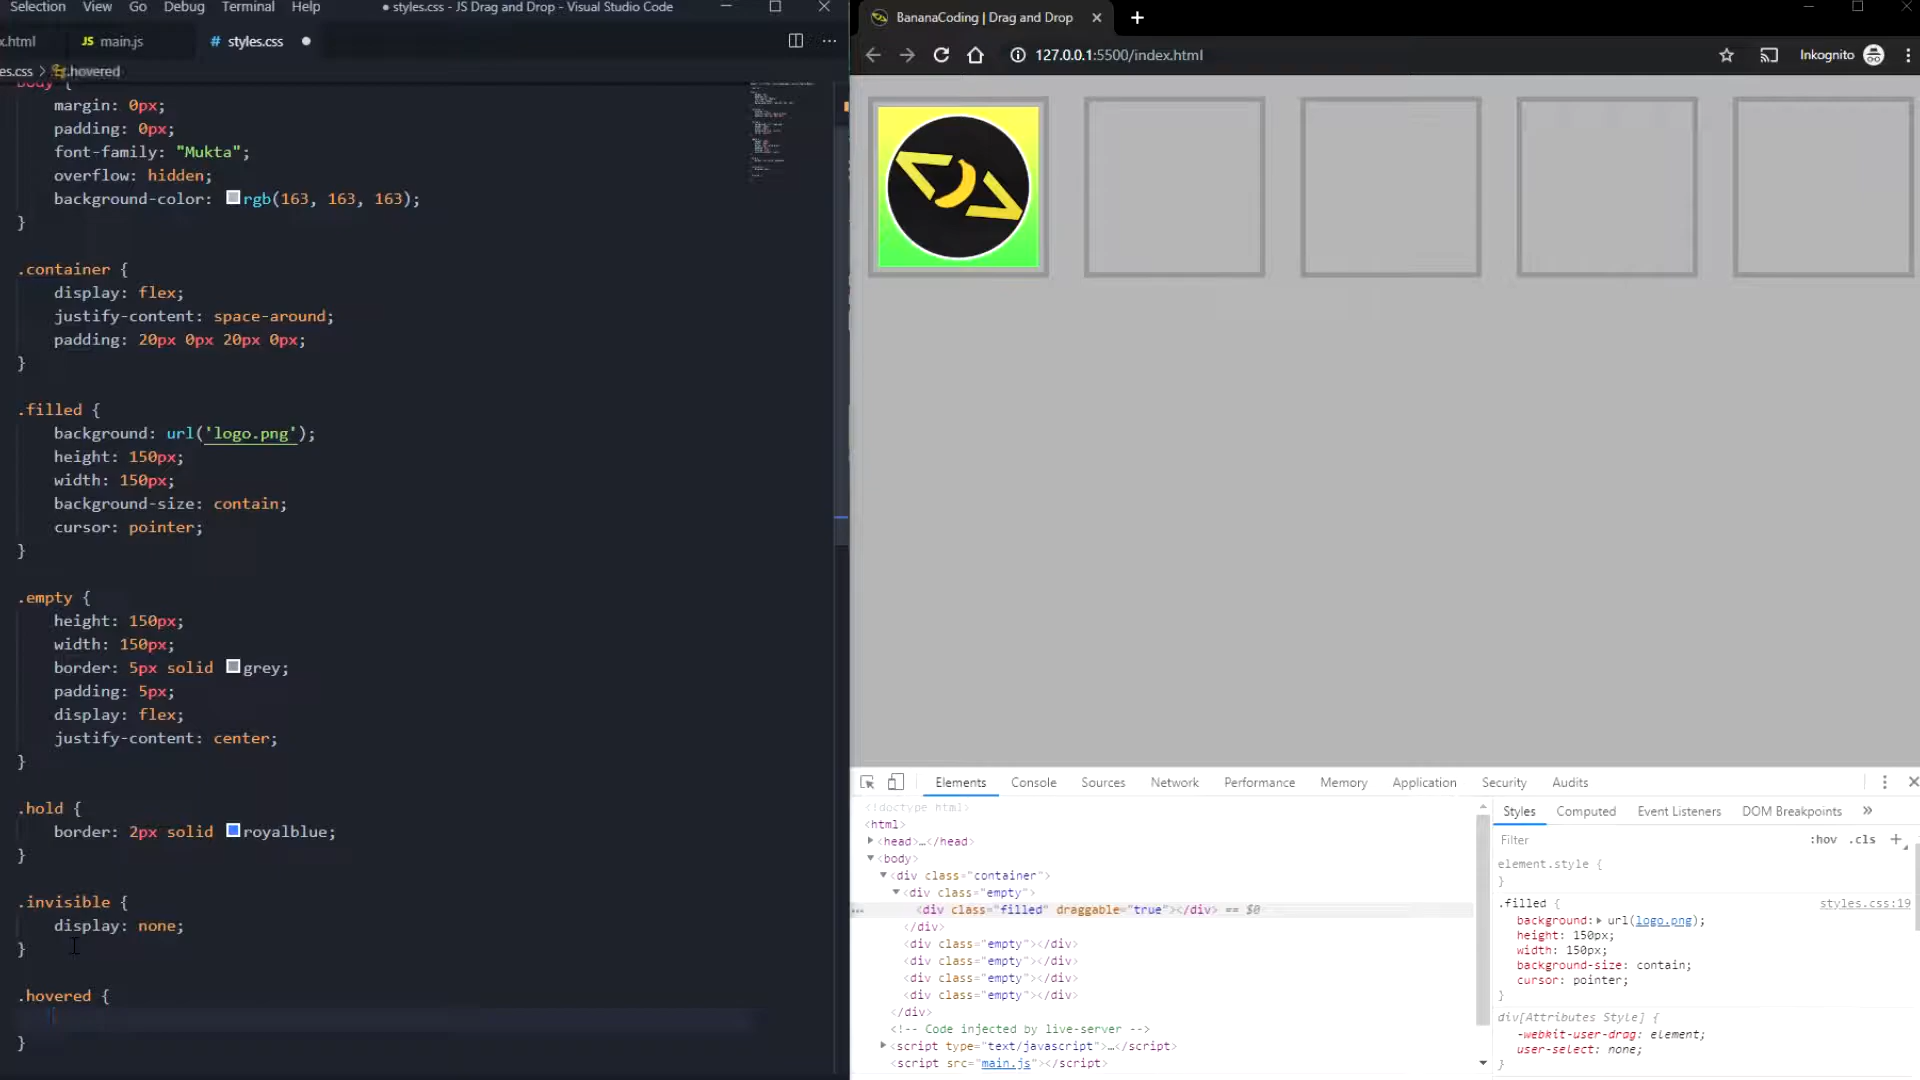 Selection View Go Debug Terminal Help ● styles.css - JS Drag and Drop - Visual Studio Code
x.html JS main.js # styles.css ●
es.css > .hovered
body {
margin: 0px;
padding: 0px;
font-family: "Mukta";
overflow: hidden;
background-color: rgb(163, 163, 163);
}
.container {
display: flex;
justify-content: space-around;
padding: 20px 0px 20px 0px;
}
.filled {
background: url('logo.png');
height: 150px;
width: 150px;
background-size: contain;
cursor: pointer;
}
.empty {
height: 150px;
width: 150px;
border: 5px solid grey;
padding: 5px;
display: flex;
justify-content: center;
}
.hold {
border: 2px solid royalblue;
}
.invisible {
display: none;
}
.hovered {
}
BananaCoding | Drag and Drop
127.0.0.1:5500/index.html Inkognito
Elements Console Sources Network Performance Memory Application Security Audits
<!doctype html>
<html>
<head>…</head>
<body>
<div class="container">
<div class="empty">
<div class="filled" draggable="true"></div> == $0
</div>
<div class="empty"></div>
<div class="empty"></div>
<div class="empty"></div>
<div class="empty"></div>
</div>
<!-- Code injected by live-server -->
<script type="text/javascript">…</script>
<script src="main.js"></script>
Styles Computed Event Listeners DOM Breakpoints »
Filter :hov .cls +
element.style {
}
.filled { styles.css:19
background: url(logo.png);
height: 150px;
width: 150px;
background-size: contain;
cursor: pointer;
}
div[Attributes Style] {
-webkit-user-drag: element;
user-select: none;
}